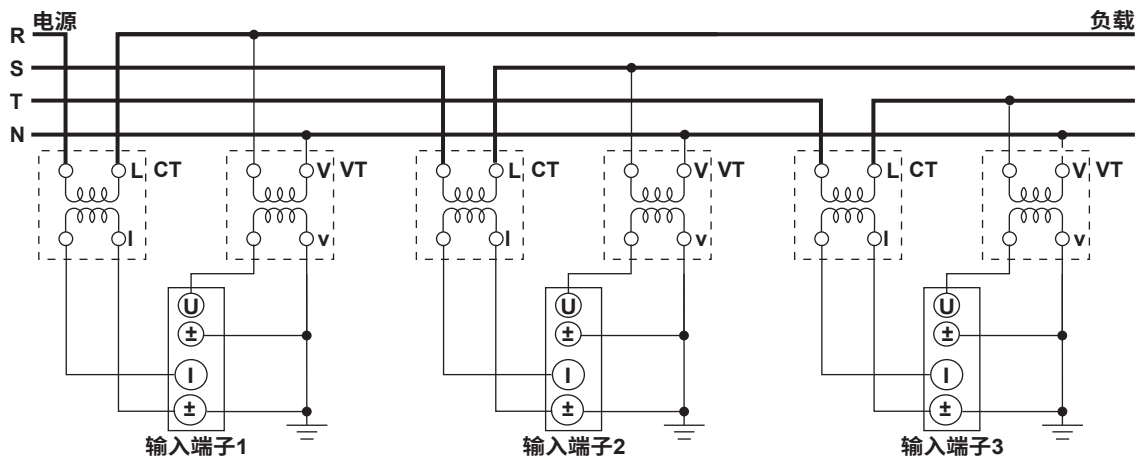 电源
负载
R
S
T
N
L CT V VT L CT V VT L CT V VT
l v l v l v
U U U
± ± ±
I I I
± ± ±
输入端子1 输入端子2 输入端子3